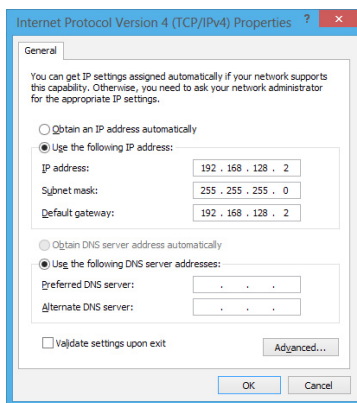 Internet Protocol Version 4 (TCP/IPv4) Properties ? x
General
You can get IP settings assigned automatically if your network supports
this capability. Otherwise, you need to ask your network administrator
for the appropriate IP settings.
Obtain an IP address automatically
Use the following IP address:
IP address: 192 . 168 . 128 . 2
Subnet mask: 255 . 255 . 255 . 0
Default gateway: 192 . 168 . 128 . 2
Obtain DNS server address automatically
Use the following DNS server addresses:
Preferred DNS server: . . .
Alternate DNS server: . . .
Validate settings upon exit
Advanced...
OK Cancel